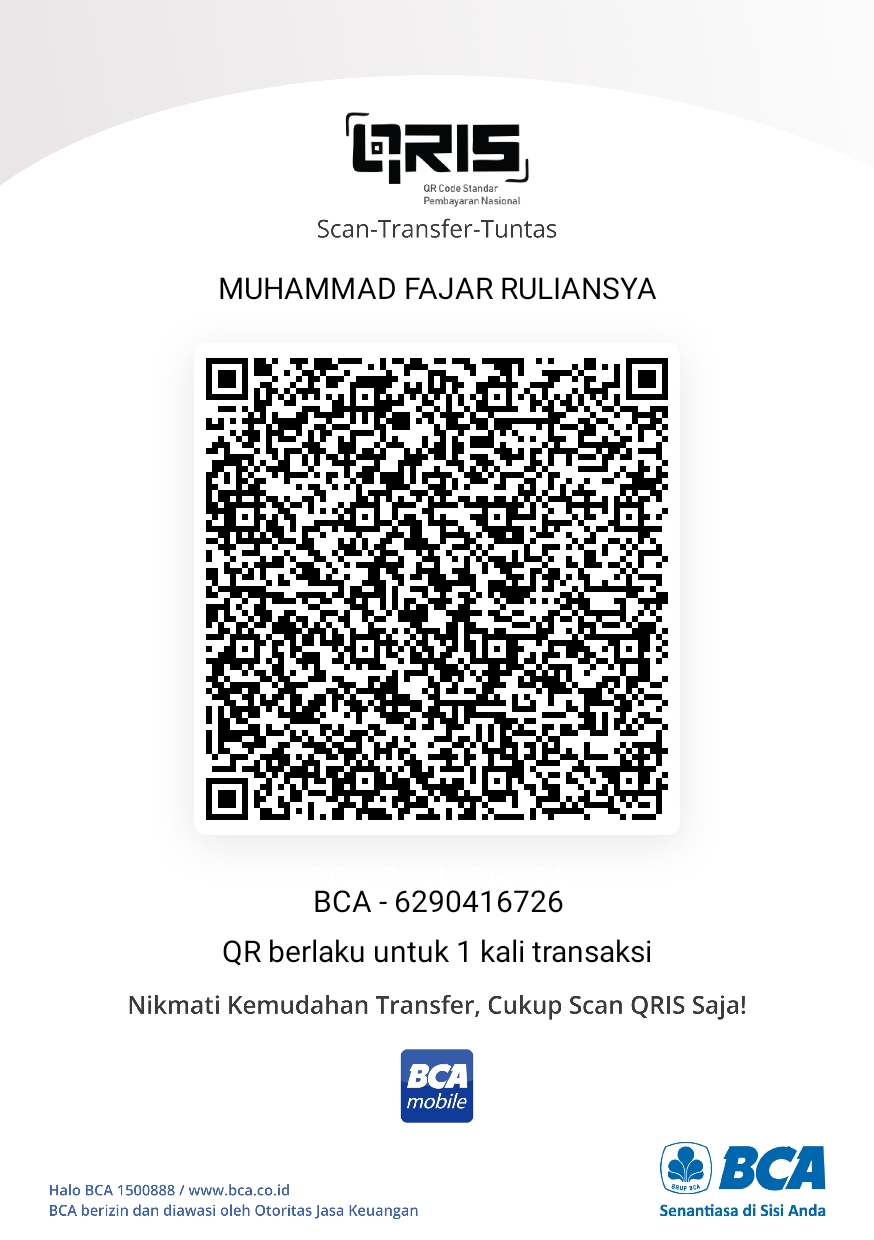 QRIS
QR Code Standar
Pembayaran Nasional
Scan-Transfer-Tuntas
MUHAMMAD FAJAR RULIANSYA
BCA - 6290416726
QR berlaku untuk 1 kali transaksi
Nikmati Kemudahan Transfer, Cukup Scan QRIS Saja!
BCA
mobile
GRUP BCA
BCA
Senantiasa di Sisi Anda
Halo BCA 1500888 / www.bca.co.id
BCA berizin dan diawasi oleh Otoritas Jasa Keuangan